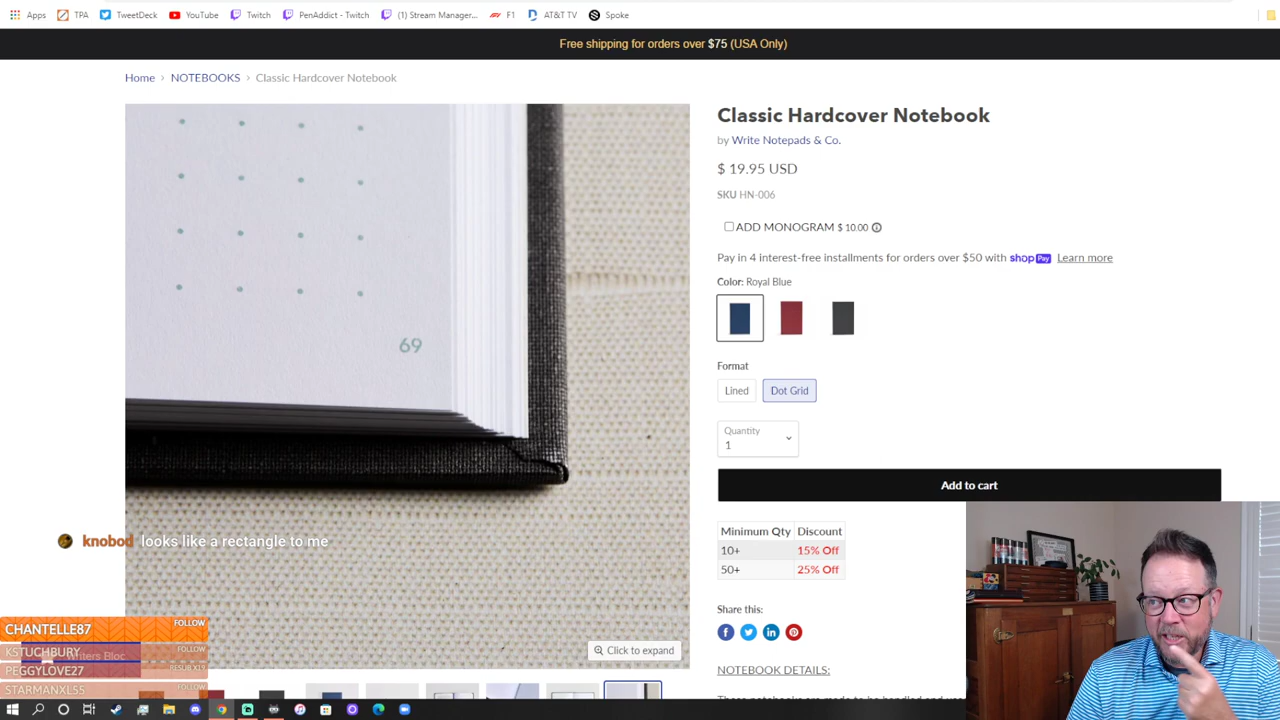 Apps TPA TweetDeck YouTube Twitch PenAddict - Twitch (1) Stream Manager... F1 AT&T TV Spoke
Free shipping for orders over $75 (USA Only)
Home > NOTEBOOKS > Classic Hardcover Notebook
69
Classic Hardcover Notebook
by Write Notepads & Co.
$ 19.95 USD
SKU HN-006
ADD MONOGRAM $ 10.00
Pay in 4 interest-free installments for orders over $50 with shop Pay Learn more
Color: Royal Blue
Format
Lined Dot Grid
Quantity
1
Add to cart
Minimum Qty Discount
10+ 15% Off
50+ 25% Off
Share this:
NOTEBOOK DETAILS:
knobod looks like a rectangle to me
CHANTELLE87 FOLLOW
KSTUCHBURY FOLLOW
PEGGYLOVE27 RESUB X19
STARMANXL55 FOLLOW
Click to expand